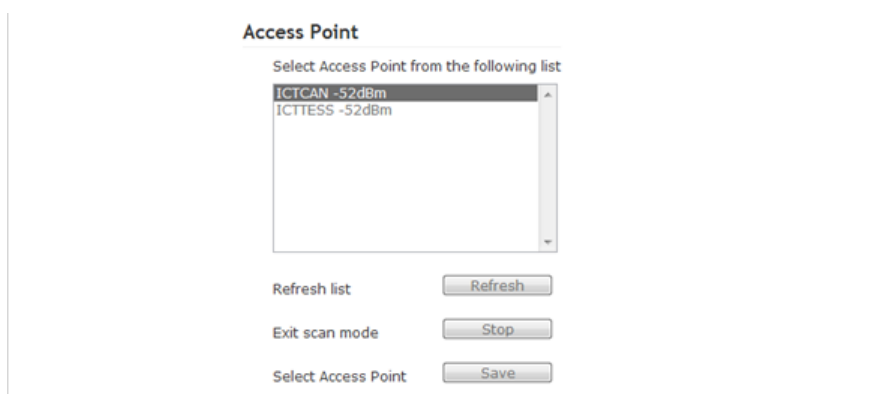 Access Point
Select Access Point from the following list
ICTCAN -52dBm
ICTTESS -52dBm
Refresh list Refresh
Exit scan mode Stop
Select Access Point Save